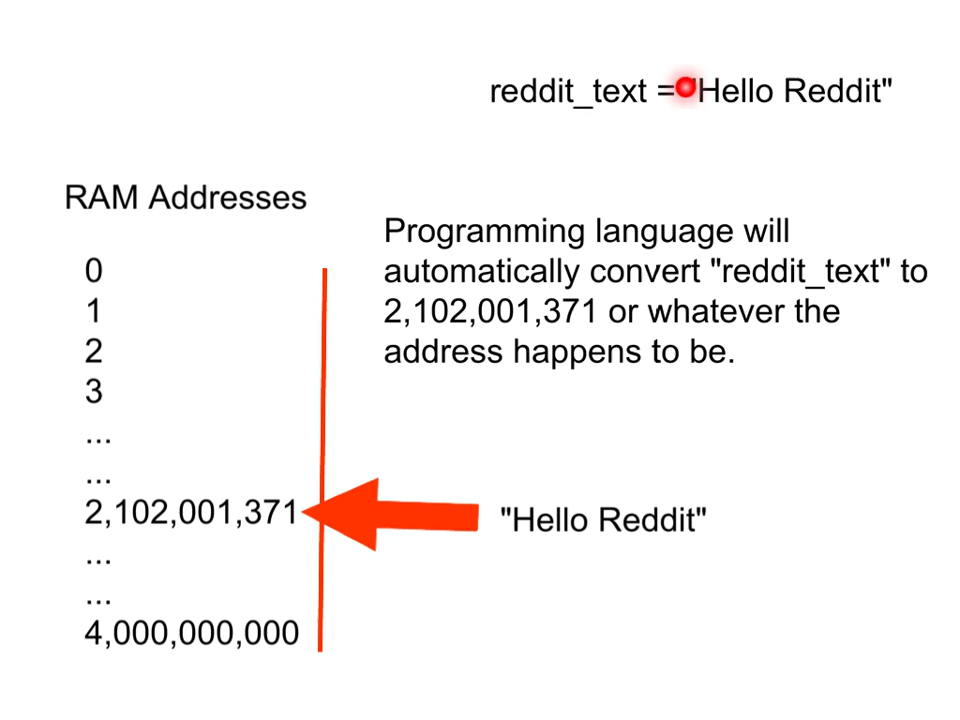 reddit_text = "Hello Reddit"
RAM Addresses
Programming language will
automatically convert "reddit_text" to
2,102,001,371 or whatever the
address happens to be.
0
1
2
3
...
...
2,102,001,371
"Hello Reddit"
...
...
4,000,000,000